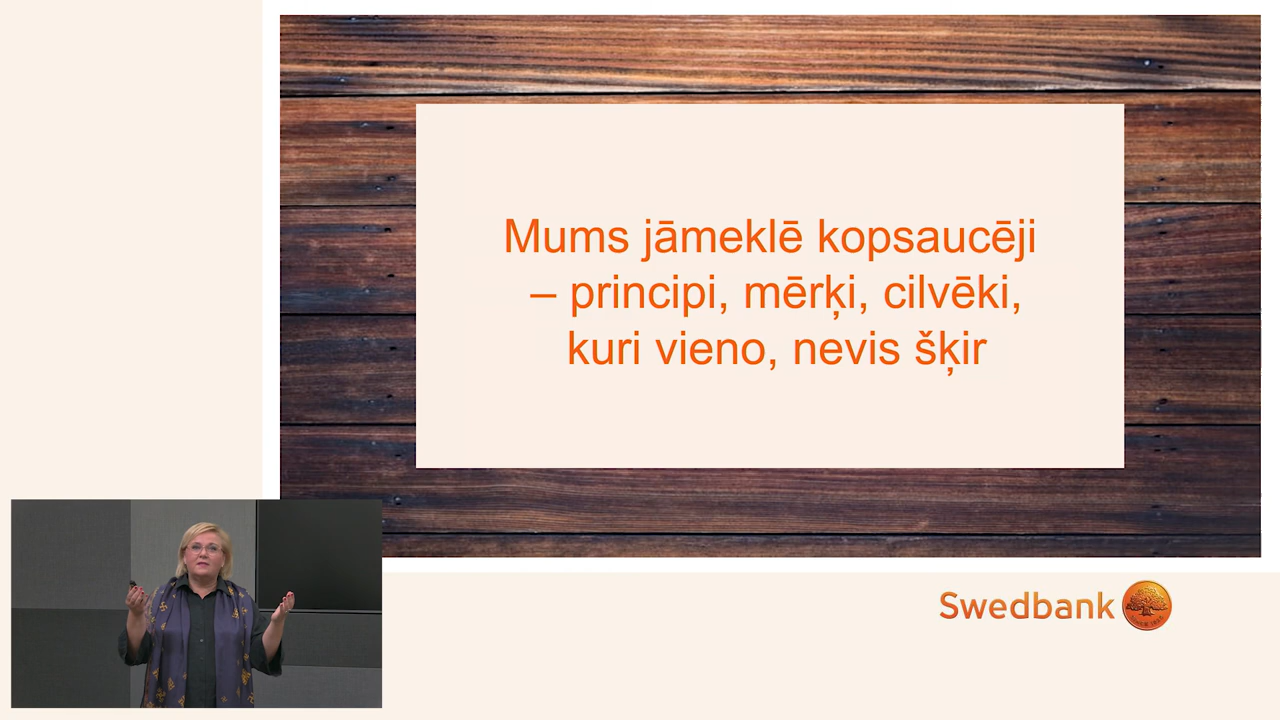 Mums jāmeklē kopsaucēji
– principi, mērķi, cilvēki,
kuri vieno, nevis šķir
Swedbank